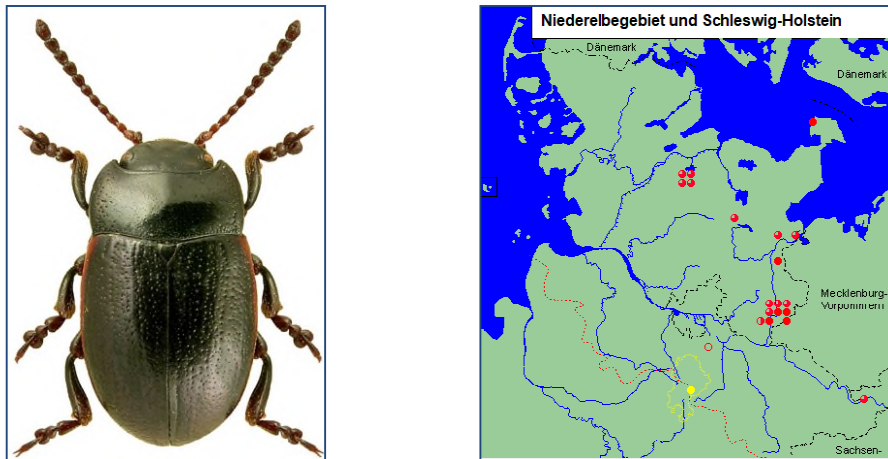 Niederelbegebiet und Schleswig-Holstein
Dänemark
Dänemark
Mecklenburg-
Vorpommern
Sachsen-